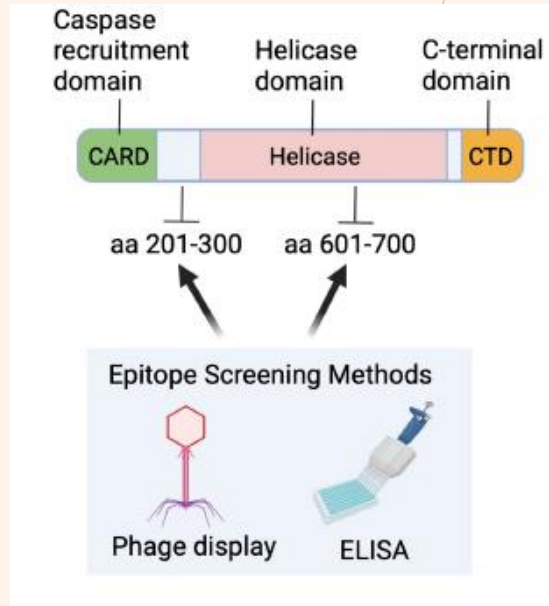 Caspase
recruitment
domain
Helicase
domain
C-terminal
domain
CARD
Helicase
CTD
aa 201-300
aa 601-700
Epitope Screening Methods
Phage display
ELISA